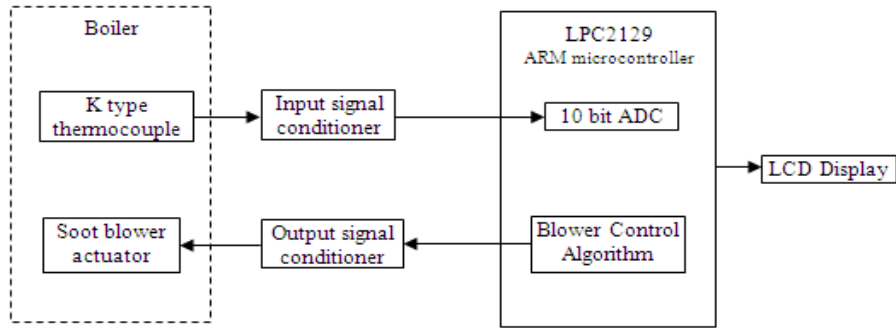 Boiler
LPC2129
ARM microcontroller
K type
thermocouple
Input signal
conditioner
10 bit ADC
LCD Display
Soot blower
actuator
Output signal
conditioner
Blower Control
Algorithm